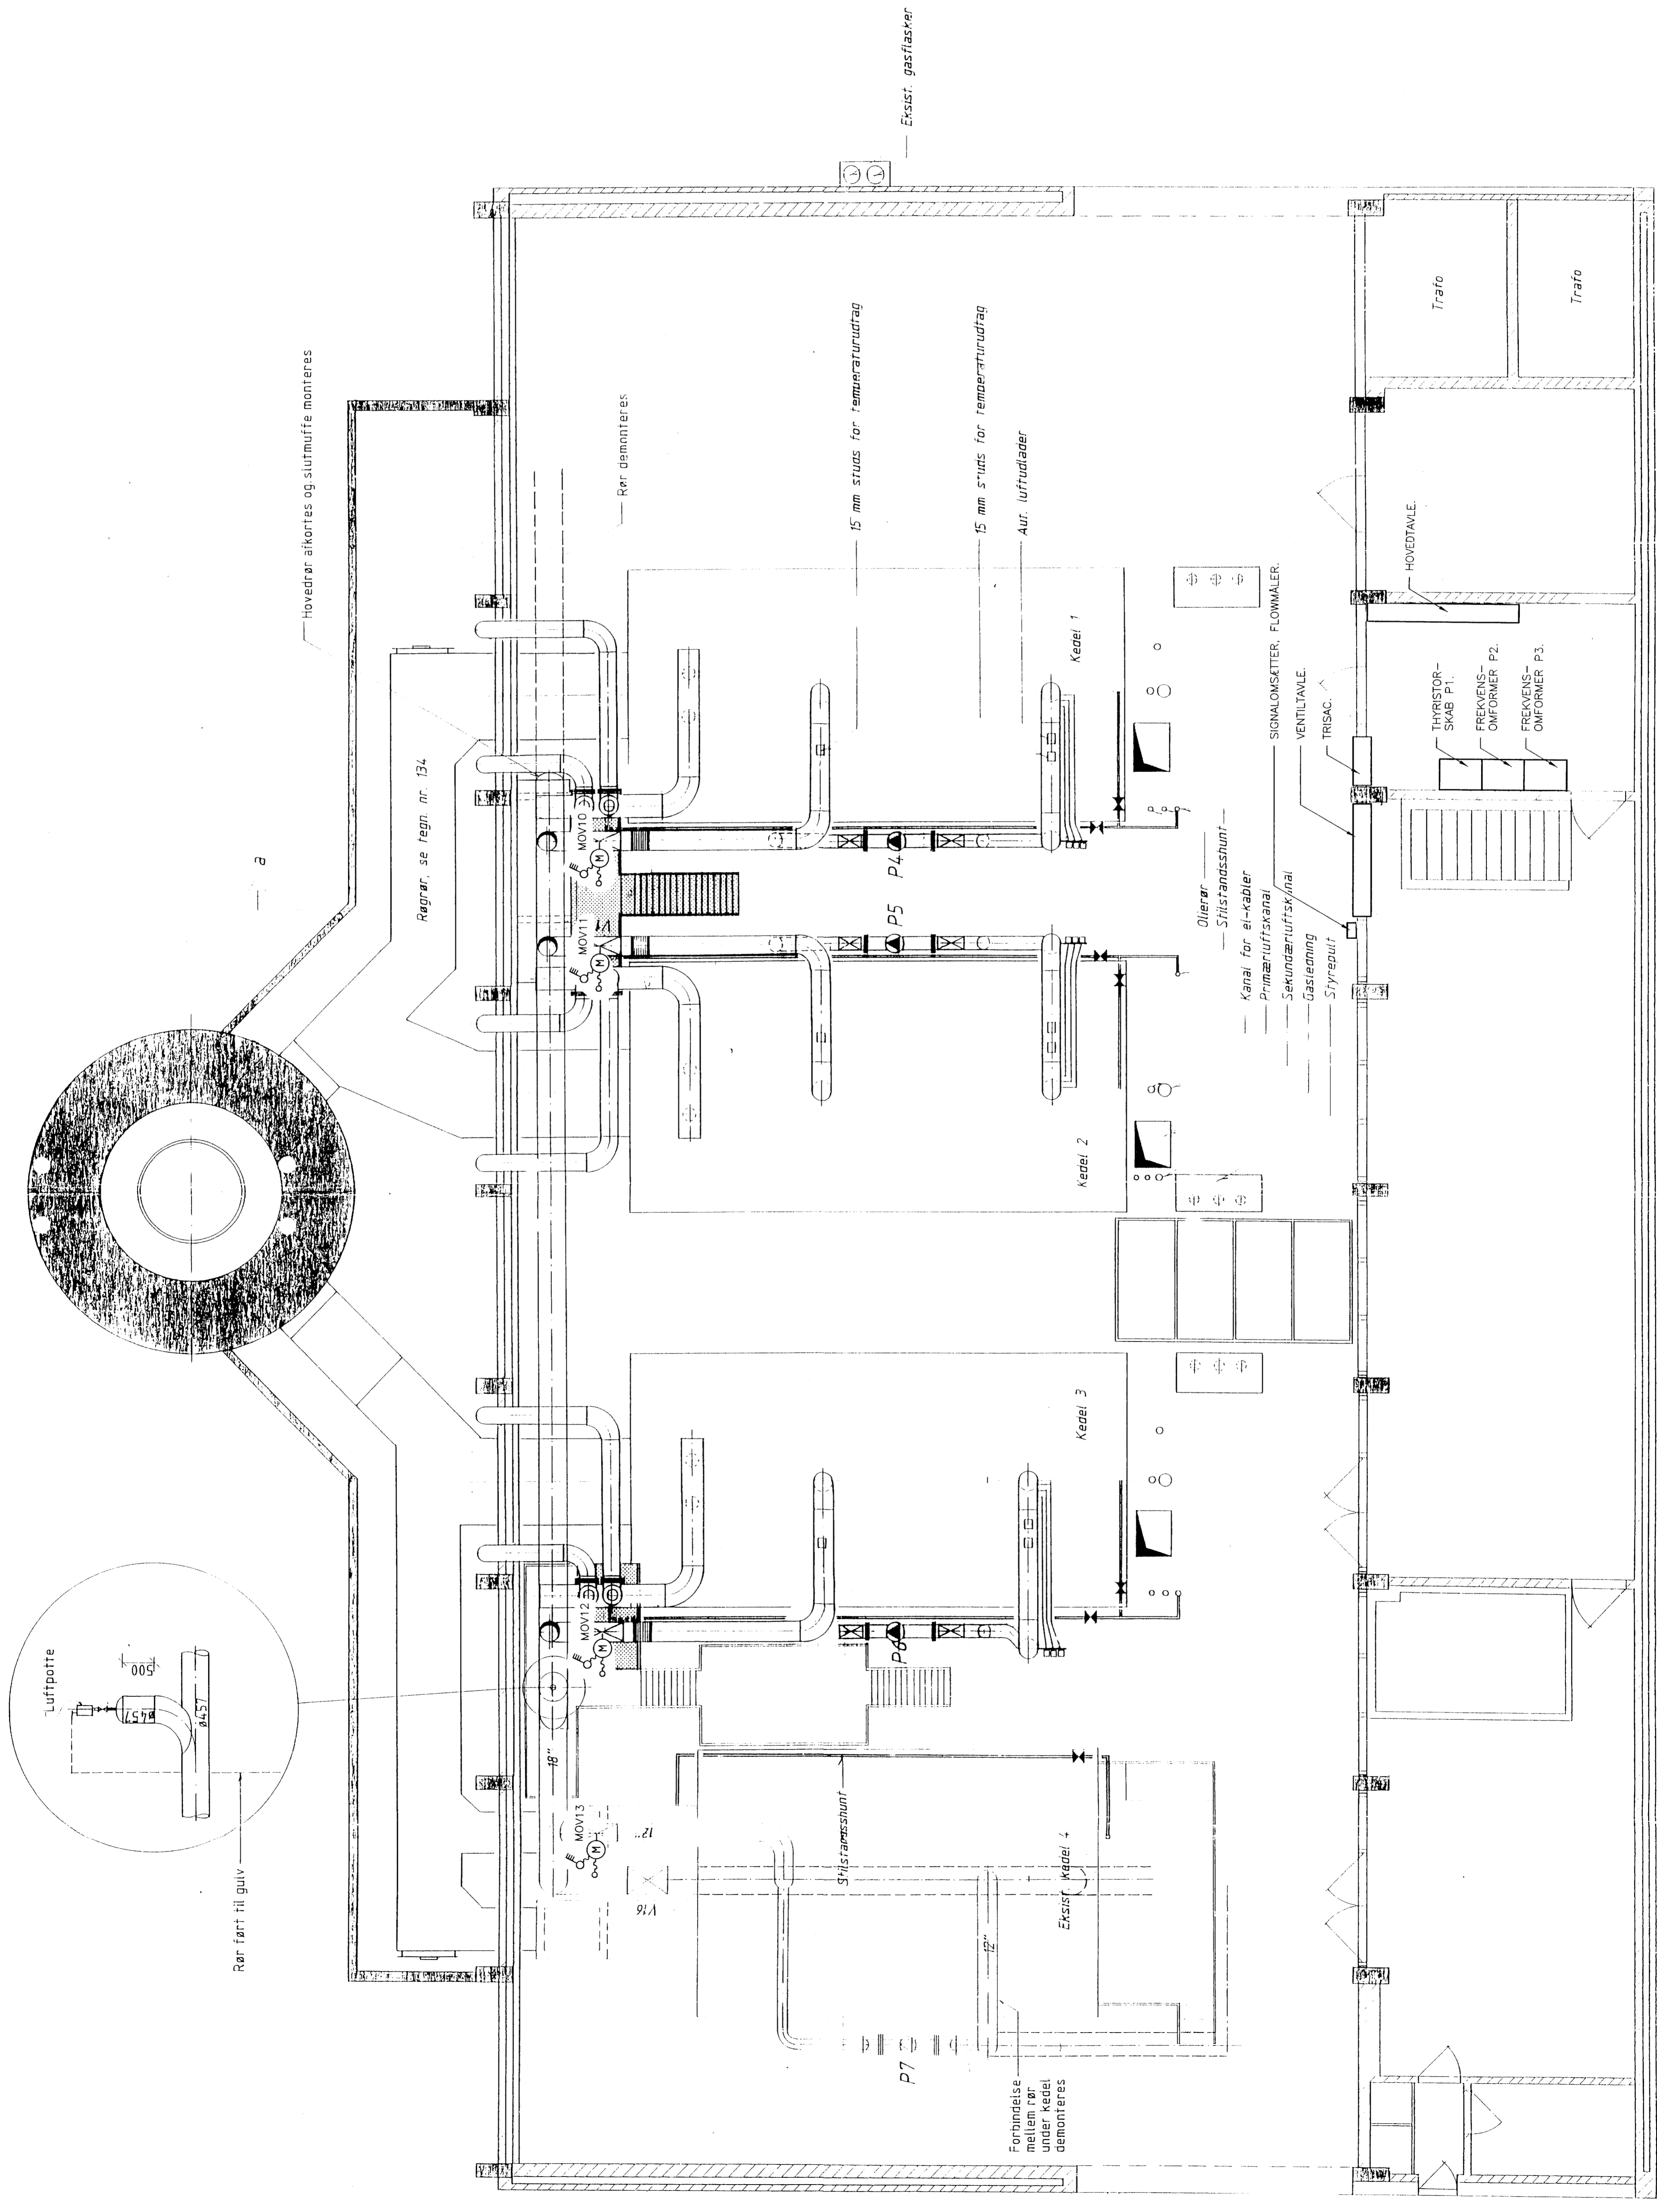 Luftpotte
500
ø457
ø457
Rør ført til gulv
a
Hovedrør afkortes og slutmuffe monteres
Eksist. gasflasker
Røgrør, se tegn. nr. 134
Rør demonteres
15 mm studs for temperaturudtag
15 mm studs for temperaturudtag
Aut. luftudlader
MOV10
M
MOV11
M
V1
MOV12
M
MOV13
M
18"
12"
V16
P4
P5
P6
P7
Kedel 1
Kedel 2
Kedel 3
Eksist. kedel 4
Stilstandsshunt
12"
Forbindelse
mellem rør
under kedel
demonteres
Olierør
Stilstandsshunt
Kanal for el-kabler
Primærluftskanal
Sekundærluftskanal
Gasledning
Styrepult
SIGNALOMSÆTTER, FLOWMÅLER.
VENTILTAVLE.
TRISAC.
HOVEDTAVLE.
THYRISTOR-
SKAB P1.
FREKVENS-
OMFORMER P2.
FREKVENS-
OMFORMER P3.
Trafo
Trafo